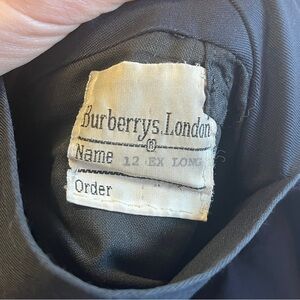 Burberrys.London
®
Name 12 EX LONG
Order